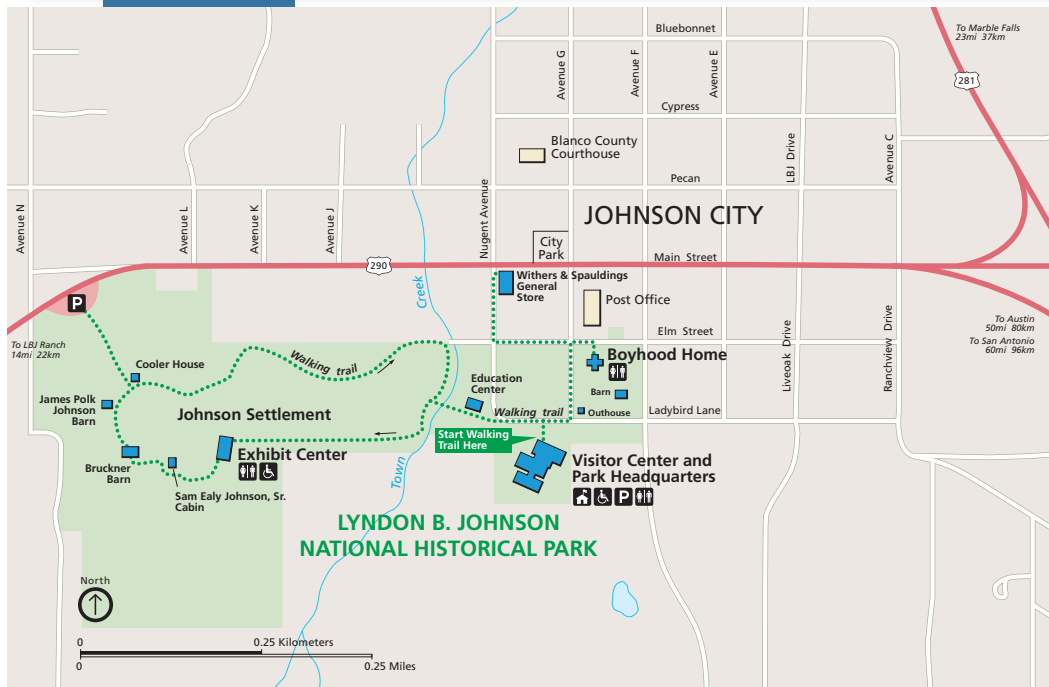 Bluebonnet
To Marble Falls
23mi 37km
281
Avenue G
Avenue F
Avenue E
Cypress
Blanco County
Courthouse
LBJ Drive
Avenue C
Pecan
Avenue N
Avenue L
Avenue K
Avenue J
Nugent Avenue
JOHNSON CITY
City
Park
290
Main Street
Withers & Spauldings
General
Store
Creek
P
Post Office
To Austin
50mi 80km
To San Antonio
60mi 96km
To LBJ Ranch
14mi 22km
Elm Street
Liveoak Drive
Ranchview Drive
Boyhood Home
Walking trail
Cooler House
Education
Center
Barn
James Polk
Johnson
Barn
Johnson Settlement
Walking trail
Outhouse
Ladybird Lane
Start Walking
Trail Here
Exhibit Center
Visitor Center and
Park Headquarters
P
Bruckner
Barn
Town
Sam Ealy Johnson, Sr.
Cabin
LYNDON B. JOHNSON
NATIONAL HISTORICAL PARK
North
0
0.25 Kilometers
0
0.25 Miles